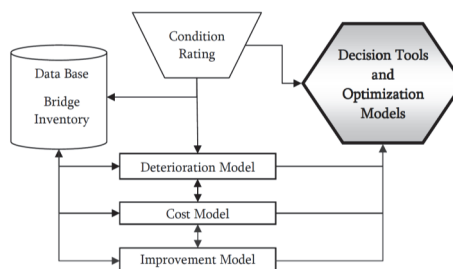 Condition
Rating
Data Base
Bridge
Inventory
Decision Tools
and
Optimization
Models
Deterioration Model
Cost Model
Improvement Model